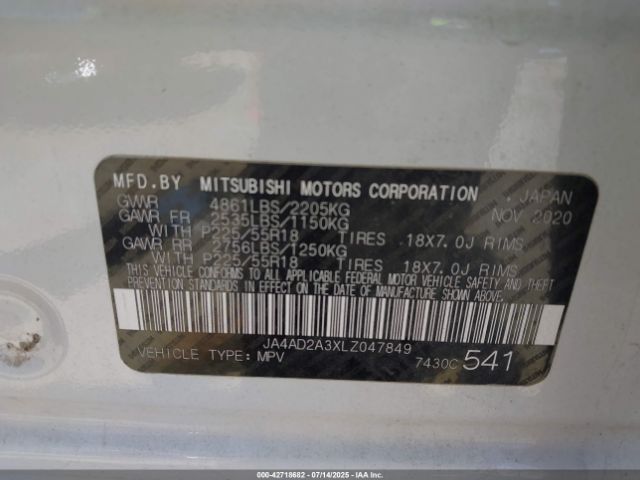 MFD.BY MITSUBISHI MOTORS CORPORATION JAPAN
GVWR 4861LBS/2205KG NOV 2020
GAWR FR 2535LBS/1150KG
WITH P225/55R18 TIRES 18X7.0J RIMS
GAWR RR 2756LBS/1250KG
WITH P225/55R18 TIRES 18X7.0J RIMS
THIS VEHICLE CONFORMS TO ALL APPLICABLE FEDERAL MOTOR VEHICLE SAFETY AND THEFT
PREVENTION STANDARDS IN EFFECT ON THE DATE OF MANUFACTURE SHOWN ABOVE.
JA4AD2A3XLZ047849
VEHICLE TYPE: MPV 7430C 541
000-42718682 - 07/14/2025 - IAAI.COM